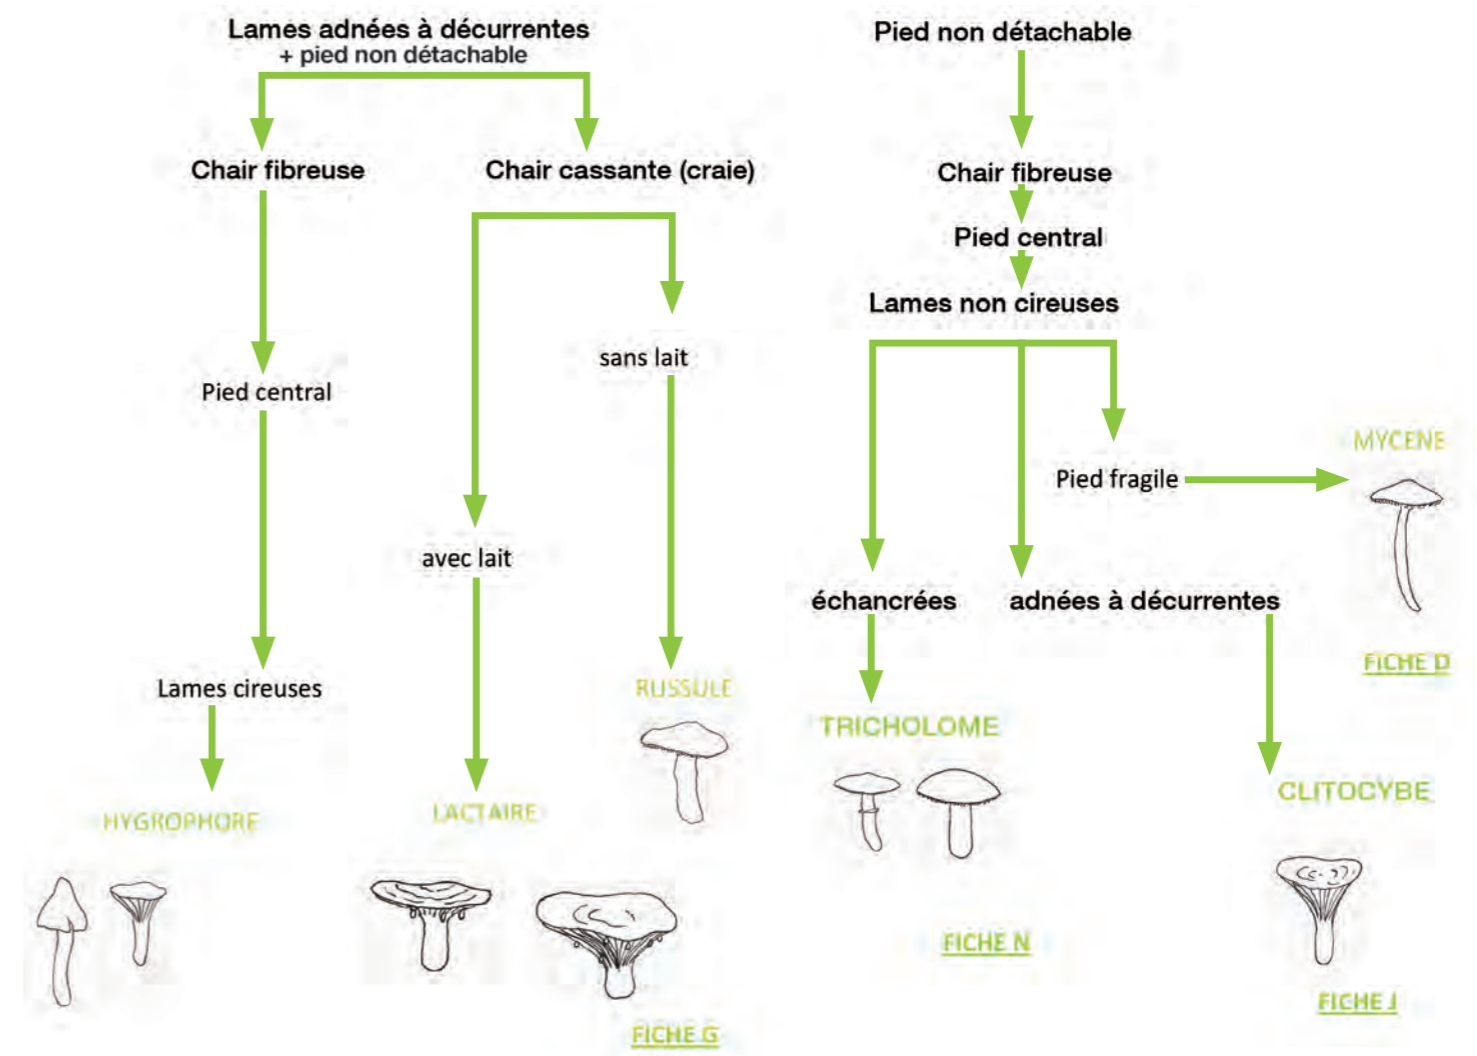 Lames adnées à décurrentes
+ pied non détachable
Chair fibreuse
Chair cassante (craie)
sans lait
Pied central
avec lait
Lames cireuses
RUSSULE
HYGROPHORE
LACTAIRE
FICHE G
Pied non détachable
Chair fibreuse
Pied central
Lames non cireuses
MYCENE
Pied fragile
échancrées
adnées à décurrentes
FICHE D
TRICHOLOME
CLITOCYBE
FICHE N
FICHE J